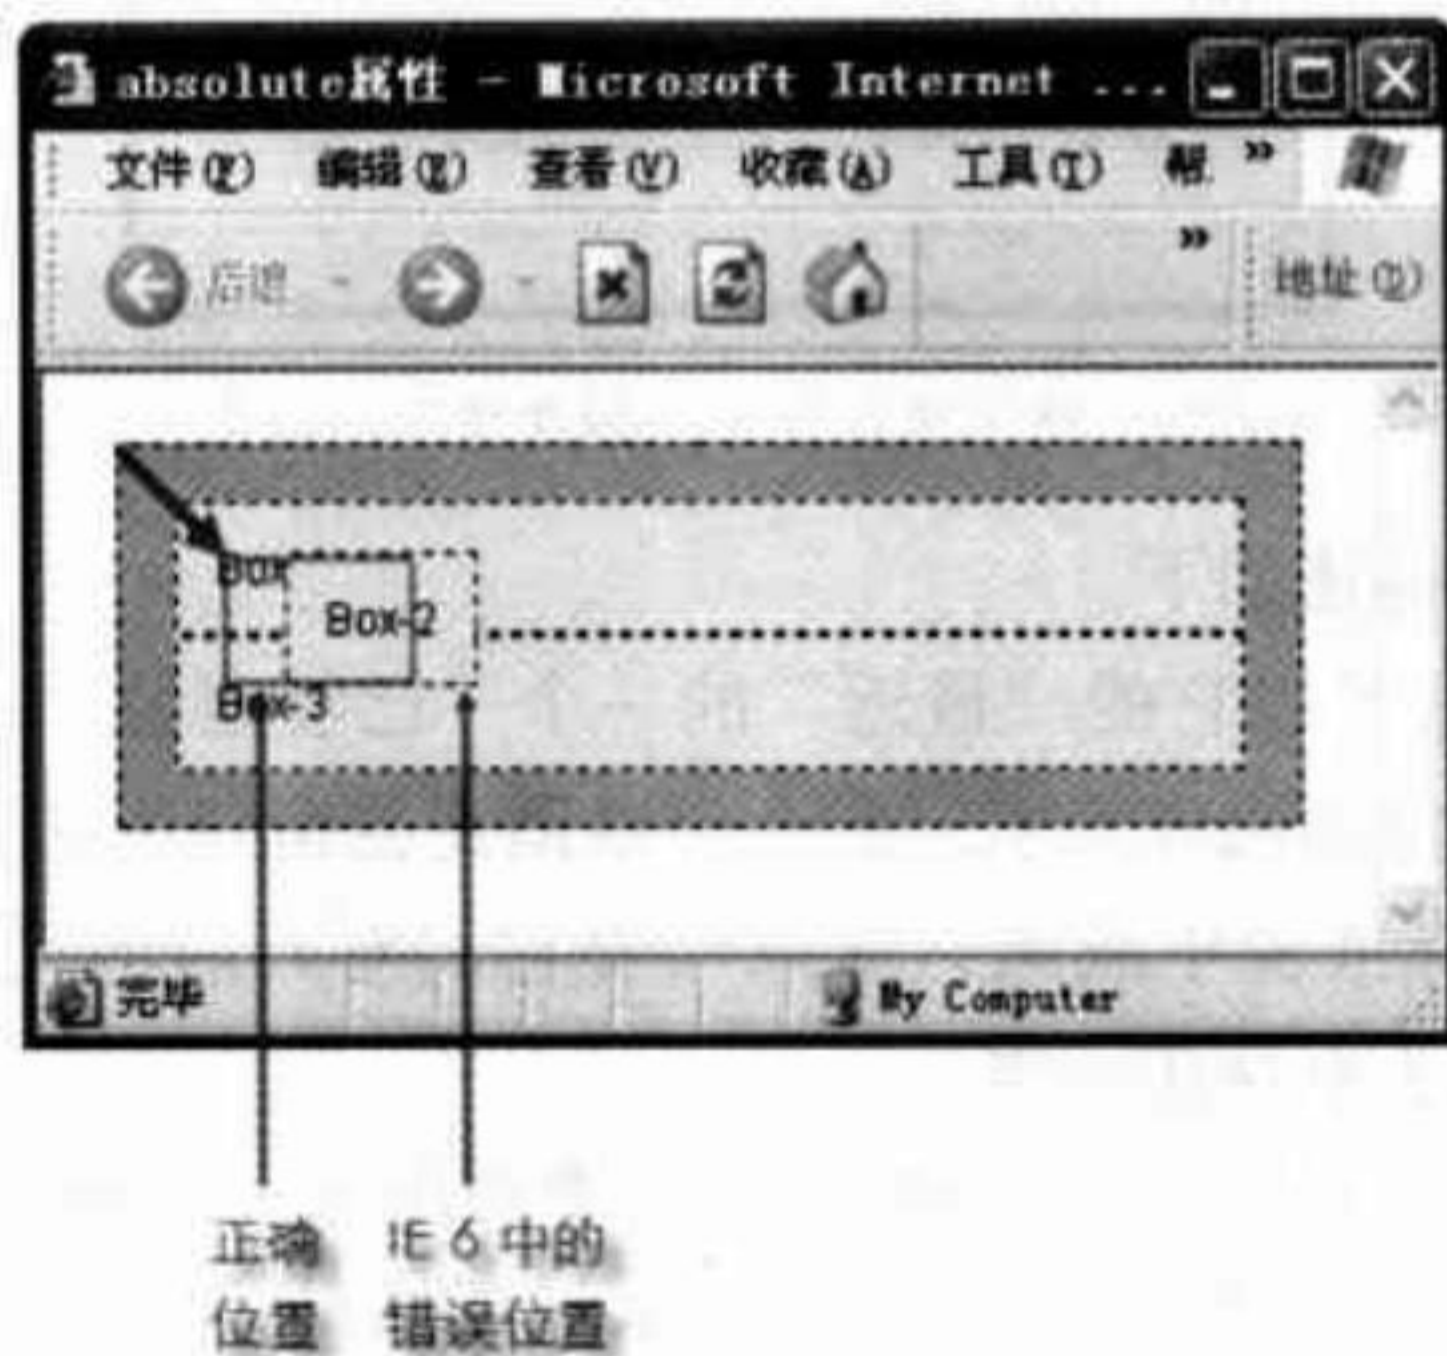 absolute属性 - Microsoft Internet ...
文件(F) 编辑(E) 查看(V) 收藏(A) 工具(T) 帮 »
后退 » 地址(D)
Box
Box-2
Box-3
完毕 My Computer
正确 IE 6 中的
位置 错误位置